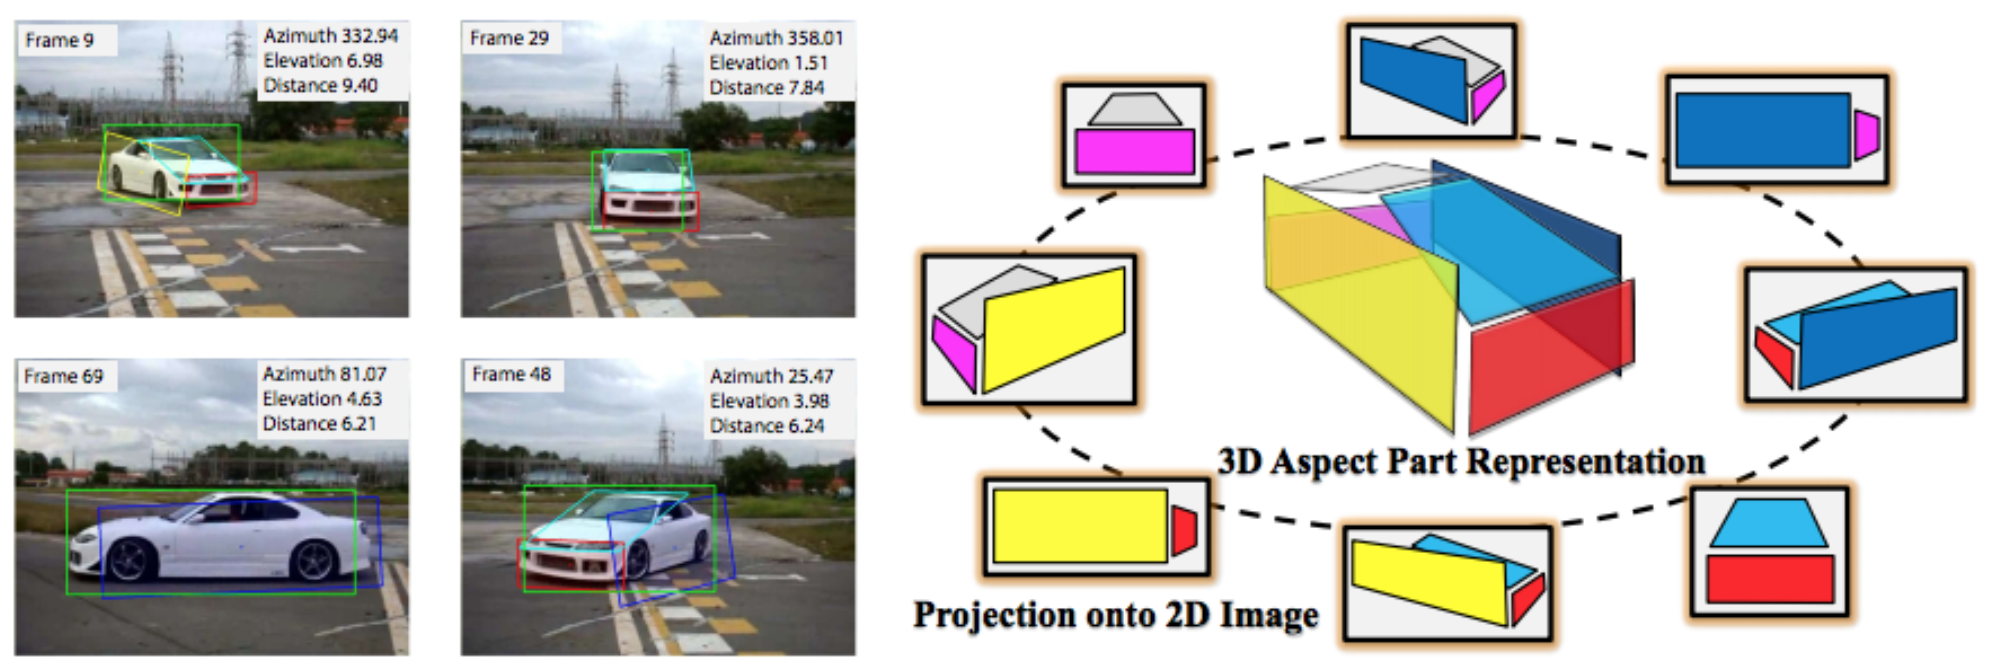 Frame 9
Azimuth 332.94
Elevation 6.98
Distance 9.40
Frame 29
Azimuth 358.01
Elevation 1.51
Distance 7.84
Frame 69
Azimuth 81.07
Elevation 4.63
Distance 6.21
Frame 48
Azimuth 25.47
Elevation 3.98
Distance 6.24
3D Aspect Part Representation
Projection onto 2D Image